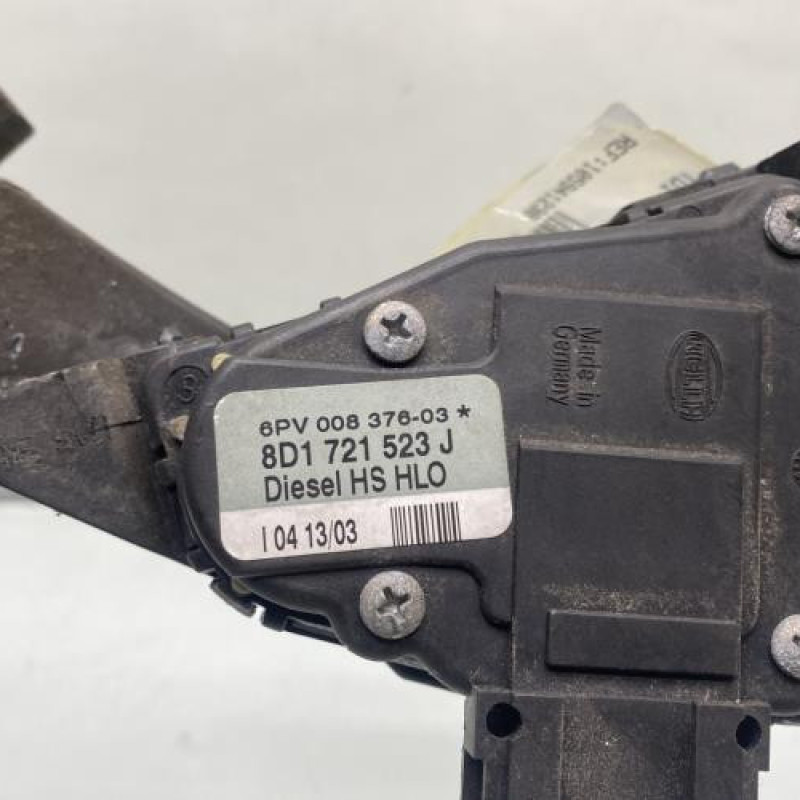 6PV 008 376-03 *
8D1 721 523 J
Diesel HS HLO
I 04 13/03
Made in
Germany